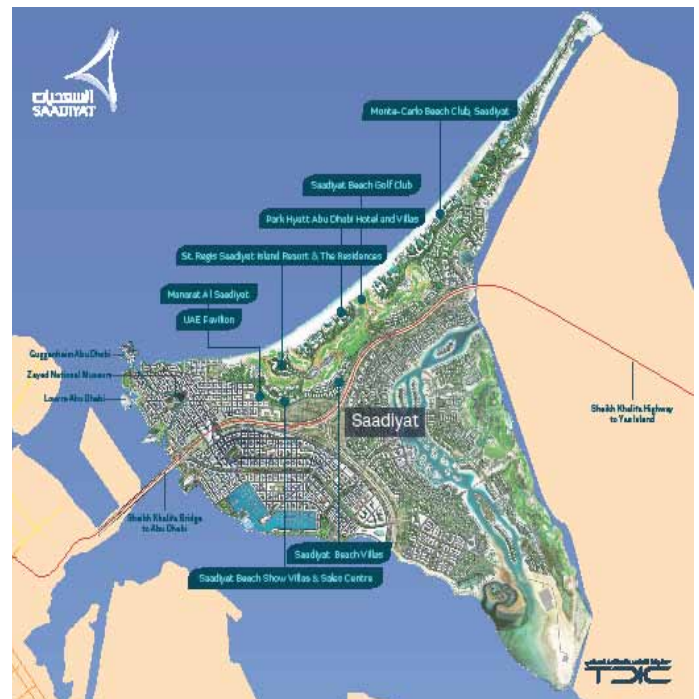 السعديات
SAADIYAT
Monte-Carlo Beach Club, Saadiyat
Saadiyat Beach Golf Club
Park Hyatt Abu Dhabi Hotel and Villas
St. Regis Saadiyat Island Resort & The Residences
Manarat Al Saadiyat
UAE Pavilion
Guggenheim Abu Dhabi
Zayed National Museum
Louvre Abu Dhabi
Saadiyat
Sheikh Khalifa Highway
to Yas Island
Sheikh Khalifa Bridge
to Abu Dhabi
Saadiyat Beach Villas
Saadiyat Beach Show Villas & Sales Centre
TDIC